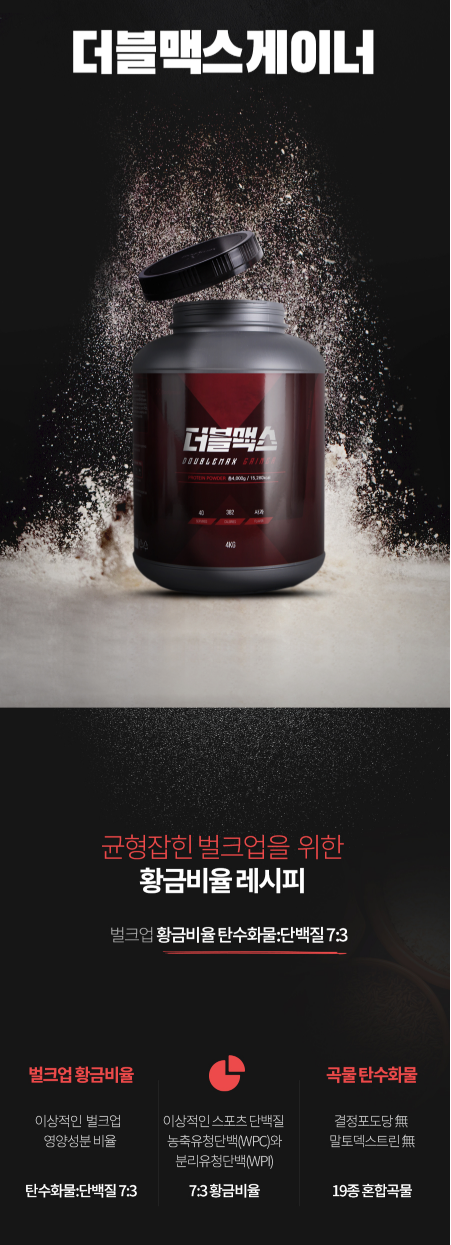 더블맥스게이너
더블맥스
DOUBLEMAX GAINER
PROTEIN POWDER 총4,000g / 15,280kcal
40 382 사과
4KG
균형잡힌 벌크업을 위한
황금비율 레시피
벌크업 황금비율 탄수화물:단백질 7:3
벌크업 황금비율
이상적인 벌크업
영양성분 비율
탄수화물:단백질 7:3
이상적인 스포츠 단백질
농축유청단백(WPC)와
분리유청단백(WPI)
7:3 황금비율
곡물 탄수화물
결정포도당 無
말토덱스트린 無
19종 혼합곡물